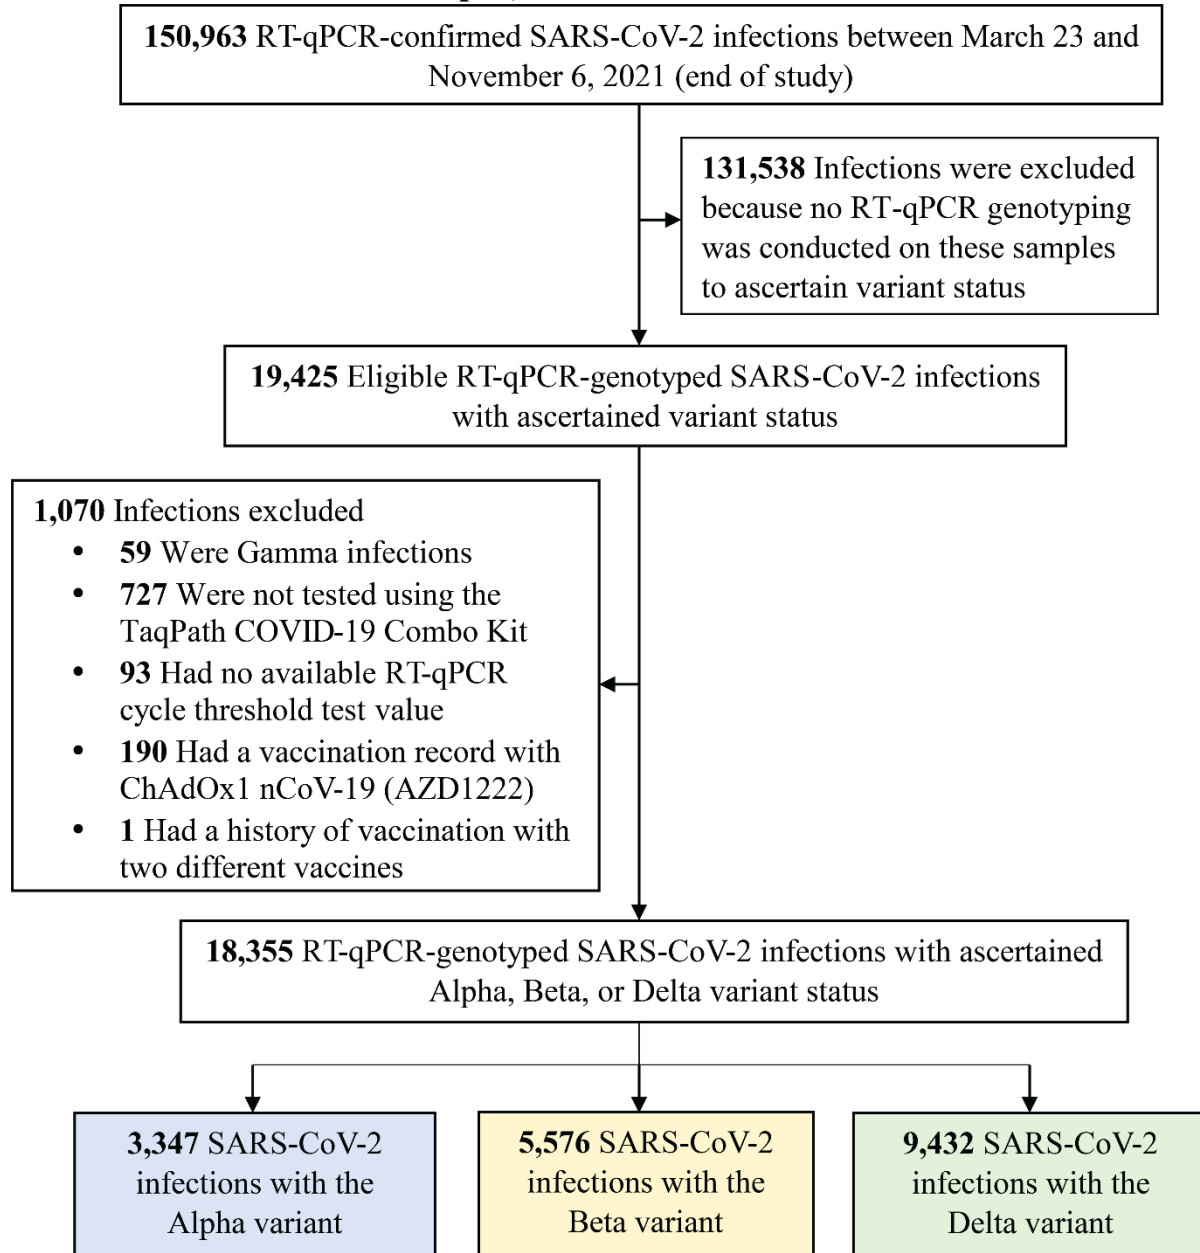 150,963 RT-qPCR-confirmed SARS-CoV-2 infections between March 23 and
November 6, 2021 (end of study)
131,538 Infections were excluded
because no RT-qPCR genotyping
was conducted on these samples
to ascertain variant status
19,425 Eligible RT-qPCR-genotyped SARS-CoV-2 infections
with ascertained variant status
1,070 Infections excluded
• 59 Were Gamma infections
• 727 Were not tested using the
TaqPath COVID-19 Combo Kit
• 93 Had no available RT-qPCR
cycle threshold test value
• 190 Had a vaccination record with
ChAdOx1 nCoV-19 (AZD1222)
• 1 Had a history of vaccination with
two different vaccines
18,355 RT-qPCR-genotyped SARS-CoV-2 infections with ascertained
Alpha, Beta, or Delta variant status
3,347 SARS-CoV-2
infections with the
Alpha variant
5,576 SARS-CoV-2
infections with the
Beta variant
9,432 SARS-CoV-2
infections with the
Delta variant